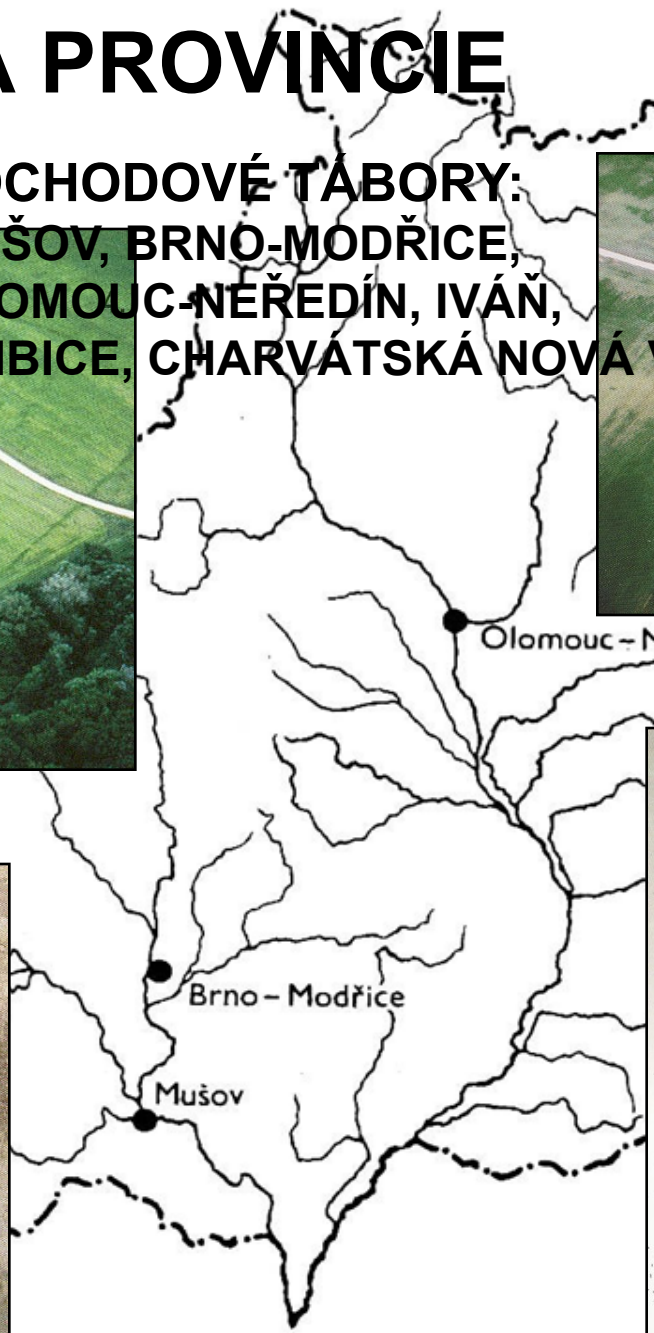 A PROVINCIE
OCHODOVÉ TÁBORY:
ŠOV, BRNO-MODŘICE,
OMOUC-NEŘEDÍN, IVÁŇ,
IBICE, CHARVÁTSKÁ NOVÁ V
Olomouc – N
Brno – Modřice
Mušov